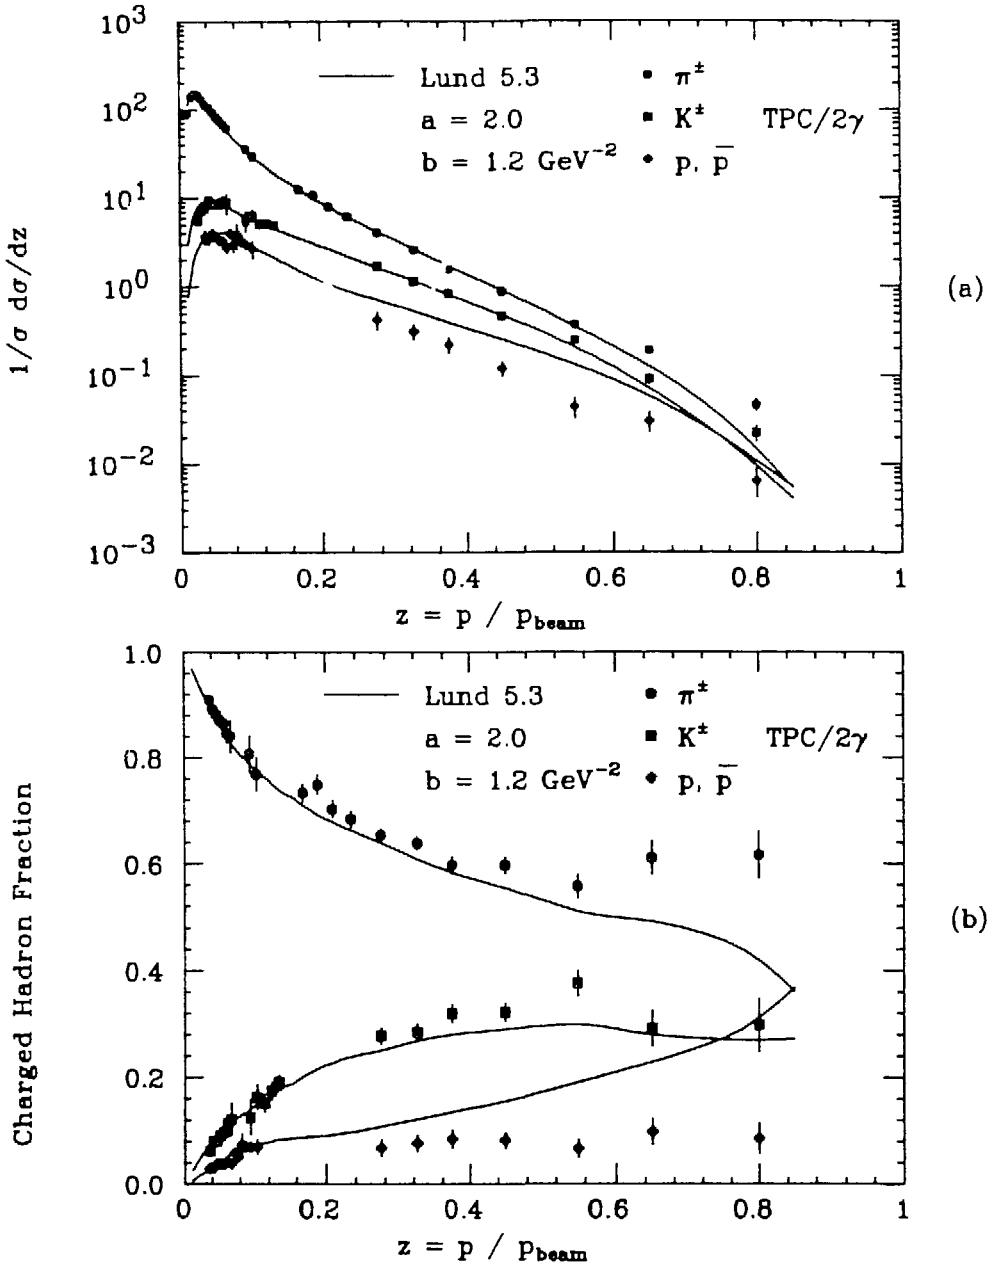 (a)
10³
10²
10¹
10⁰
10⁻¹
10⁻²
10⁻³
1/σ dσ/dz
Lund 5.3
a = 2.0
b = 1.2 GeV⁻²
π±
K±
p, p̅
TPC/2γ
0 0.2 0.4 0.6 0.8 1
z = p / p_beam
(b)
1.0
0.8
0.6
0.4
0.2
0.0
Charged Hadron Fraction
Lund 5.3
a = 2.0
b = 1.2 GeV⁻²
π±
K±
p, p̅
TPC/2γ
0 0.2 0.4 0.6 0.8 1
z = p / p_beam